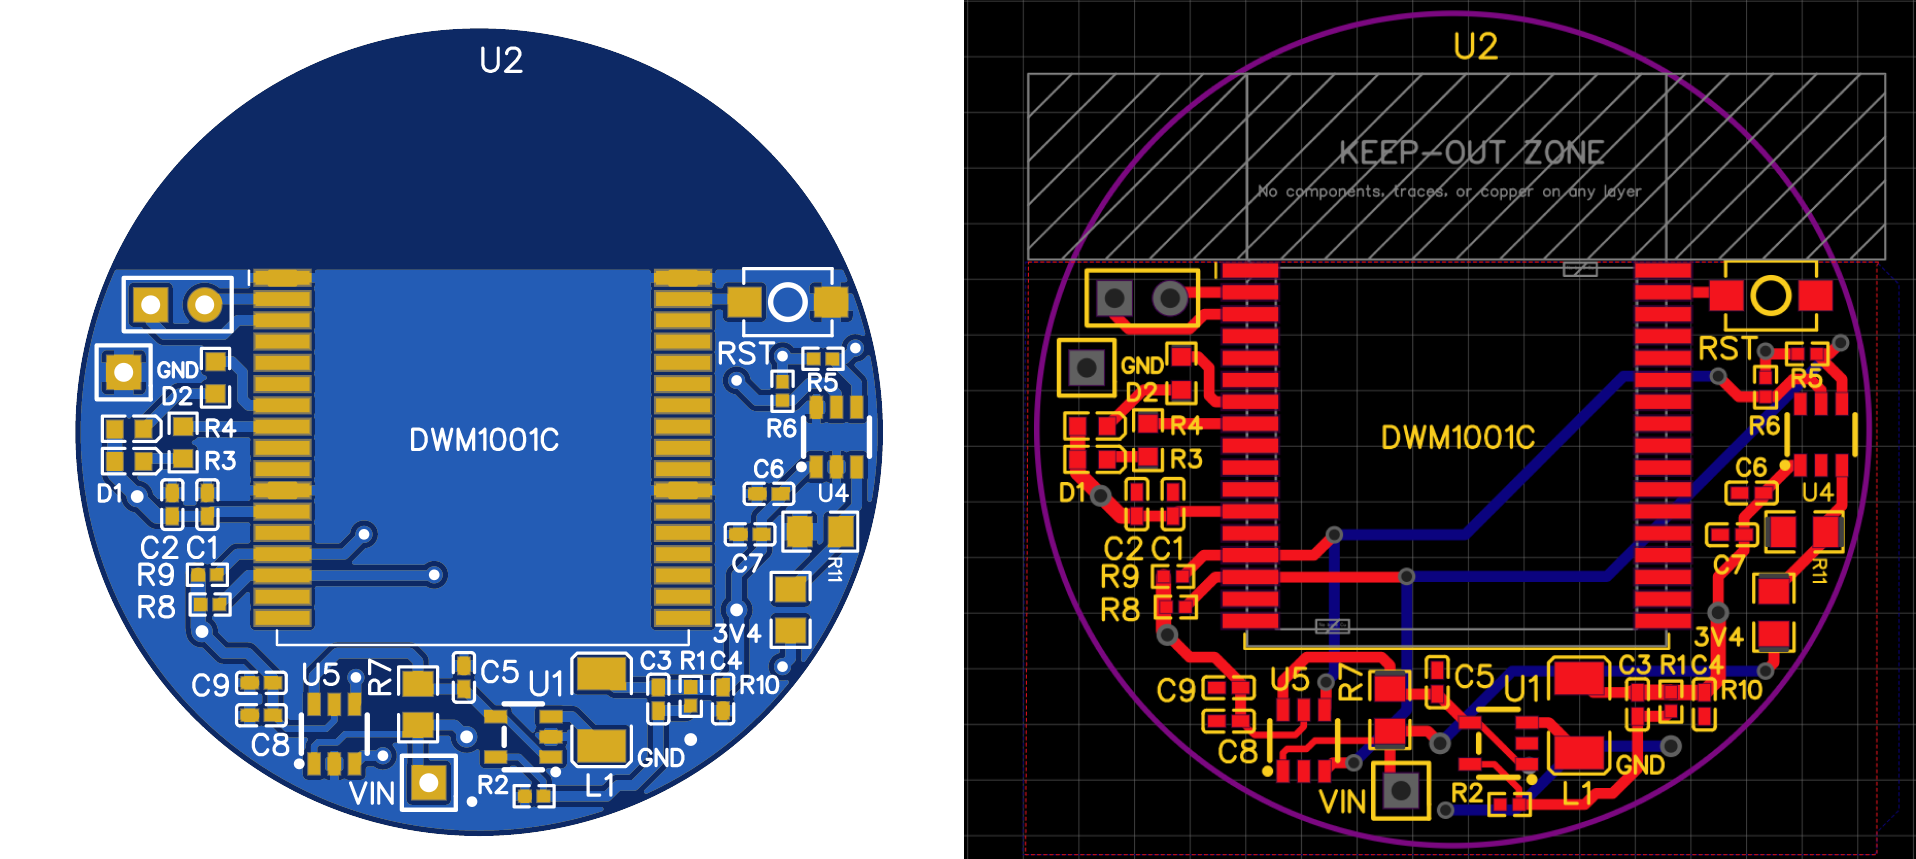 U2
GND
D2
RST
R5
R4
R6
R3
DWM1001C
C6
D1
U4
C2 C1
C7
R11
R9
R8
3V4
U5
R7
C5
U1
C3 R1 C4
C9
R10
C8
GND
VIN
R2
L1
U2
KEEP-OUT ZONE
No components, traces, or copper on any layer
RST
GND
D2
R5
R4
R6
DWM1001C
R3
C6
D1
U4
C2 C1
C7
R11
R9
R8
3V4
U5
R7
C5
U1
C3 R1 C4
C9
R10
C8
GND
VIN
R2
L1